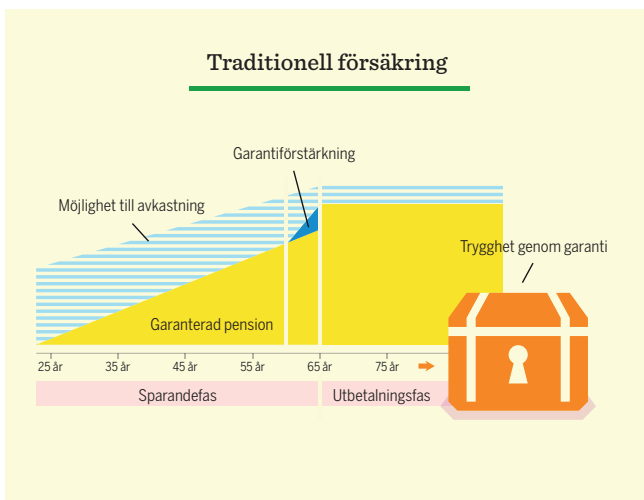 Traditionell försäkring
Garantiförstärkning
Möjlighet till avkastning
Trygghet genom garanti
Garanterad pension
25 år
35 år
45 år
55 år
65 år
75 år
Sparandefas
Utbetalningsfas